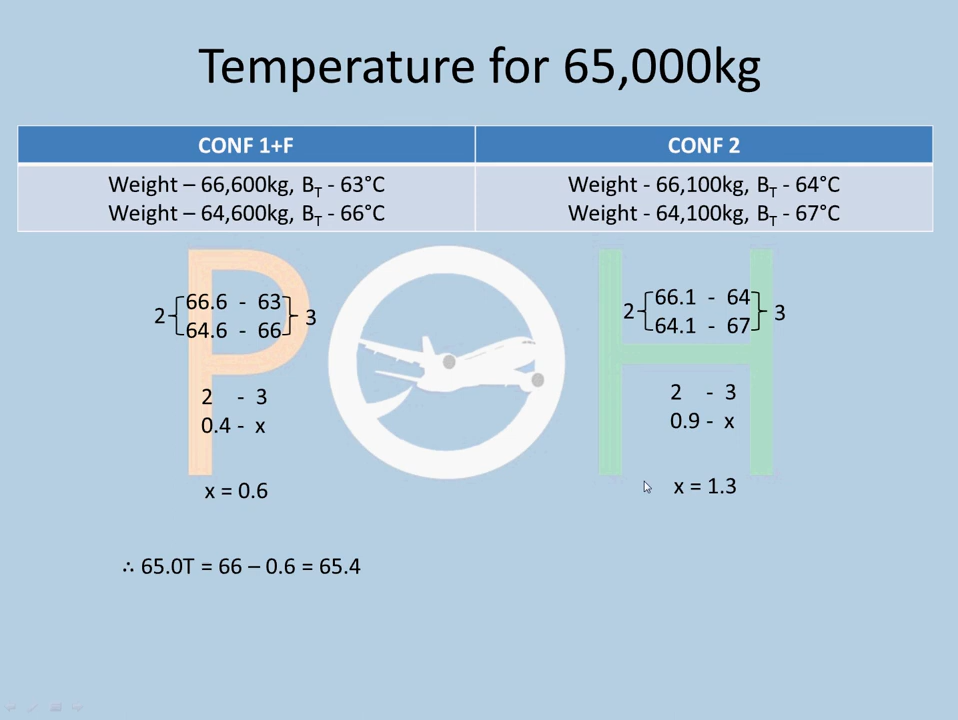 Temperature for 65,000kg
CONF 1+F
CONF 2
Weight – 66,600kg, BT - 63°C
Weight – 64,600kg, BT - 66°C
Weight - 66,100kg, BT - 64°C
Weight - 64,100kg, BT - 67°C
2
66.6 - 63
64.6 - 66
3
2 - 3
0.4 - x
x = 0.6
∴ 65.0T = 66 – 0.6 = 65.4
2
66.1 - 64
64.1 - 67
3
2 - 3
0.9 - x
x = 1.3
P H